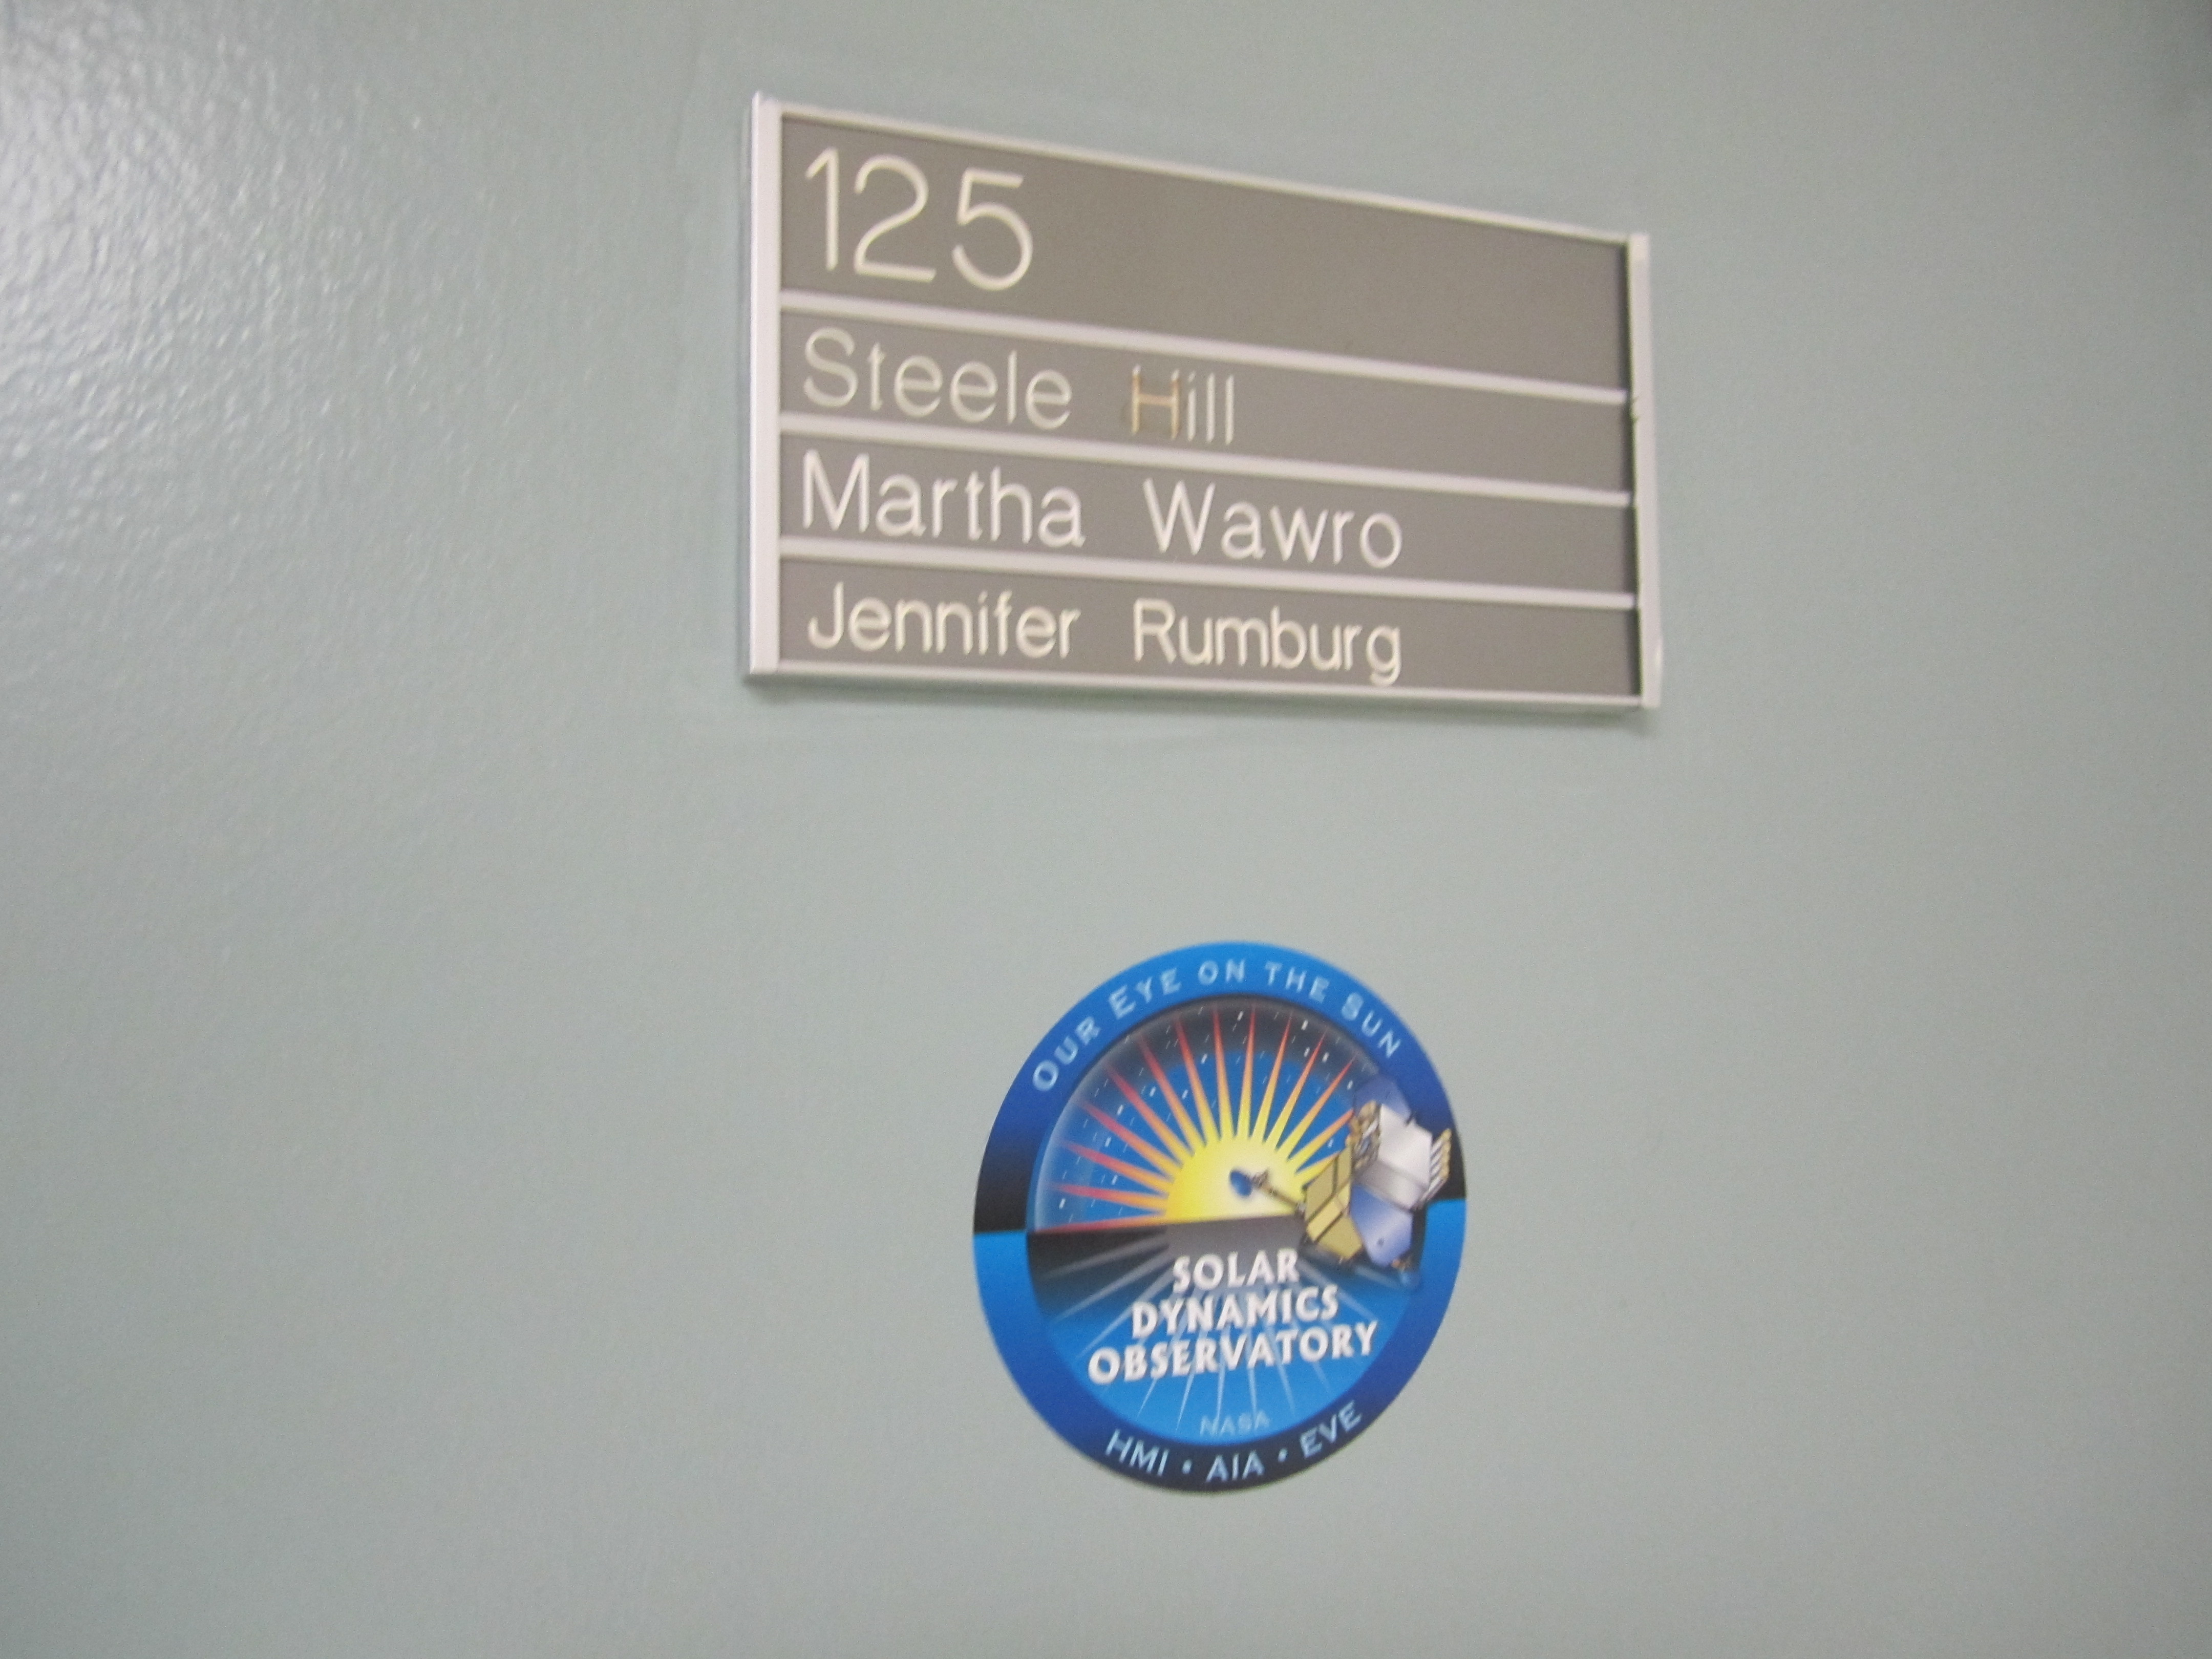 125
Steele Hill
Martha Wawro
Jennifer Rumburg
OUR EYE ON THE SUN
SOLAR
DYNAMICS
OBSERVATORY
NASA
HMI • AIA • EVE